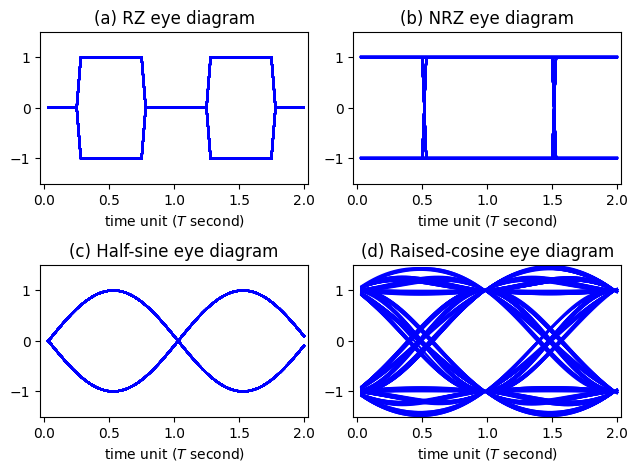 (a) RZ eye diagram
1
0
−1
0.0 0.5 1.0 1.5 2.0
time unit (T second)
(b) NRZ eye diagram
1
0
−1
0.0 0.5 1.0 1.5 2.0
time unit (T second)
(c) Half-sine eye diagram
1
0
−1
0.0 0.5 1.0 1.5 2.0
time unit (T second)
(d) Raised-cosine eye diagram
1
0
−1
0.0 0.5 1.0 1.5 2.0
time unit (T second)